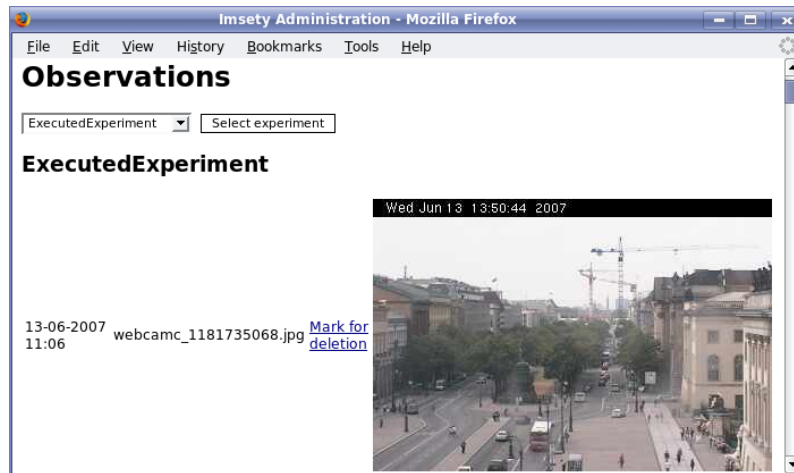 Imsety Administration - Mozilla Firefox
File Edit View History Bookmarks Tools Help
Observations
ExecutedExperiment Select experiment
ExecutedExperiment
Wed Jun 13 13:50:44 2007
13-06-2007 11:06
webcamc_1181735068.jpg
Mark for deletion